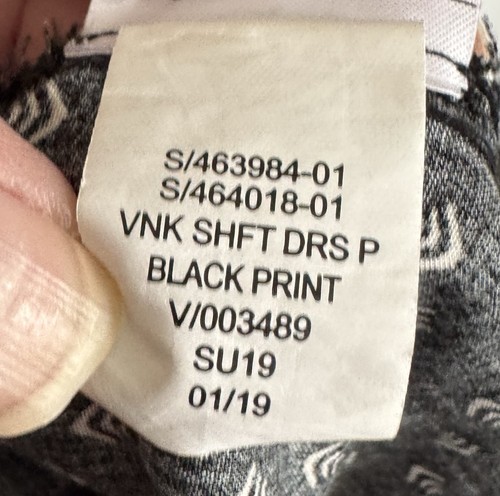 S/463984-01
S/464018-01
VNK SHFT DRS P
BLACK PRINT
V/003489
SU19
01/19